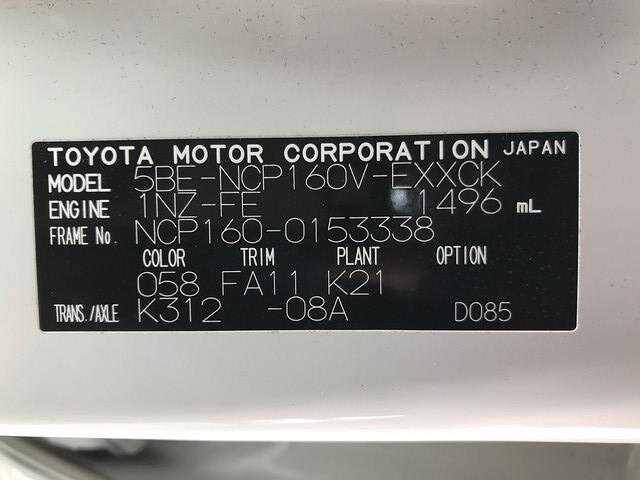 TOYOTA MOTOR CORPORATION JAPAN
MODEL 5BE-NCP160V-EXXCK
ENGINE 1NZ-FE 1496 mL
FRAME No. NCP160-0153338
COLOR TRIM PLANT OPTION
058 FA11 K21
TRANS./AXLE K312 -08A D085